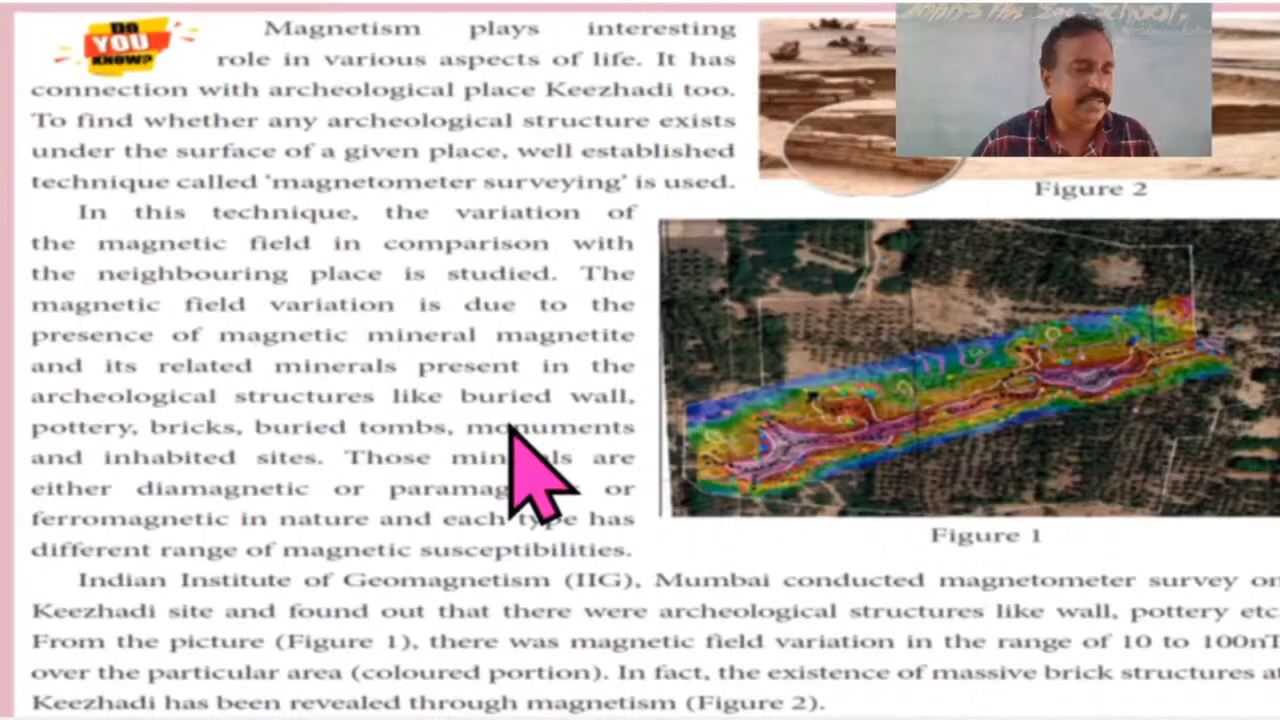 Do
YOU
KNOW?
Magnetism plays interesting
role in various aspects of life. It has
connection with archeological place Keezhadi too.
To find whether any archeological structure exists
under the surface of a given place, well established
technique called ‘magnetometer surveying’ is used.
In this technique, the variation of
the magnetic field in comparison with
the neighbouring place is studied. The
magnetic field variation is due to the
presence of magnetic mineral magnetite
and its related minerals present in the
archeological structures like buried wall,
pottery, bricks, buried tombs, monuments
and inhabited sites. Those minerals are
either diamagnetic or or
ferromagnetic in nature and each type has
different range of magnetic susceptibilities.
Indian Institute of Geomagnetism (IIG), Mumbai conducted magnetometer survey on
Keezhadi site and found out that there were archeological structures like wall, pottery etc
From the picture (Figure 1), there was magnetic field variation in the range of 10 to 100nT
over the particular area (coloured portion). In fact, the existence of massive brick structures at
Keezhadi has been revealed through magnetism (Figure 2).
SCHOOL,
Figure 2
Figure 1